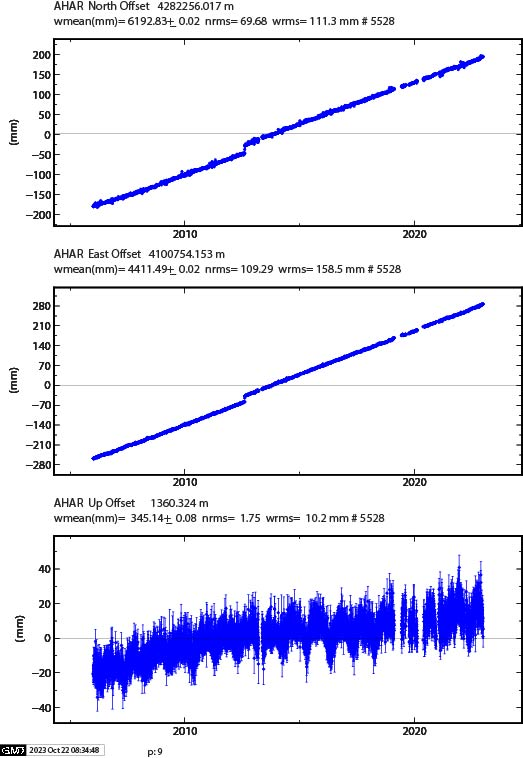 AHAR North Offset 4282256.017 m
wmean(mm)= 6192.83± 0.02 nrms= 69.68 wrms= 111.3 mm # 5528
200
150
100
50
0
−50
−100
−150
−200
(mm)
2010 2020
AHAR East Offset 4100754.153 m
wmean(mm)= 4411.49± 0.02 nrms= 109.29 wrms= 158.5 mm # 5528
280
210
140
70
0
−70
−140
−210
−280
(mm)
2010 2020
AHAR Up Offset 1360.324 m
wmean(mm)= 345.14± 0.08 nrms= 1.75 wrms= 10.2 mm # 5528
40
20
0
−20
−40
(mm)
2010 2020
GMD 2023 Oct 22 08:34:48 p: 9